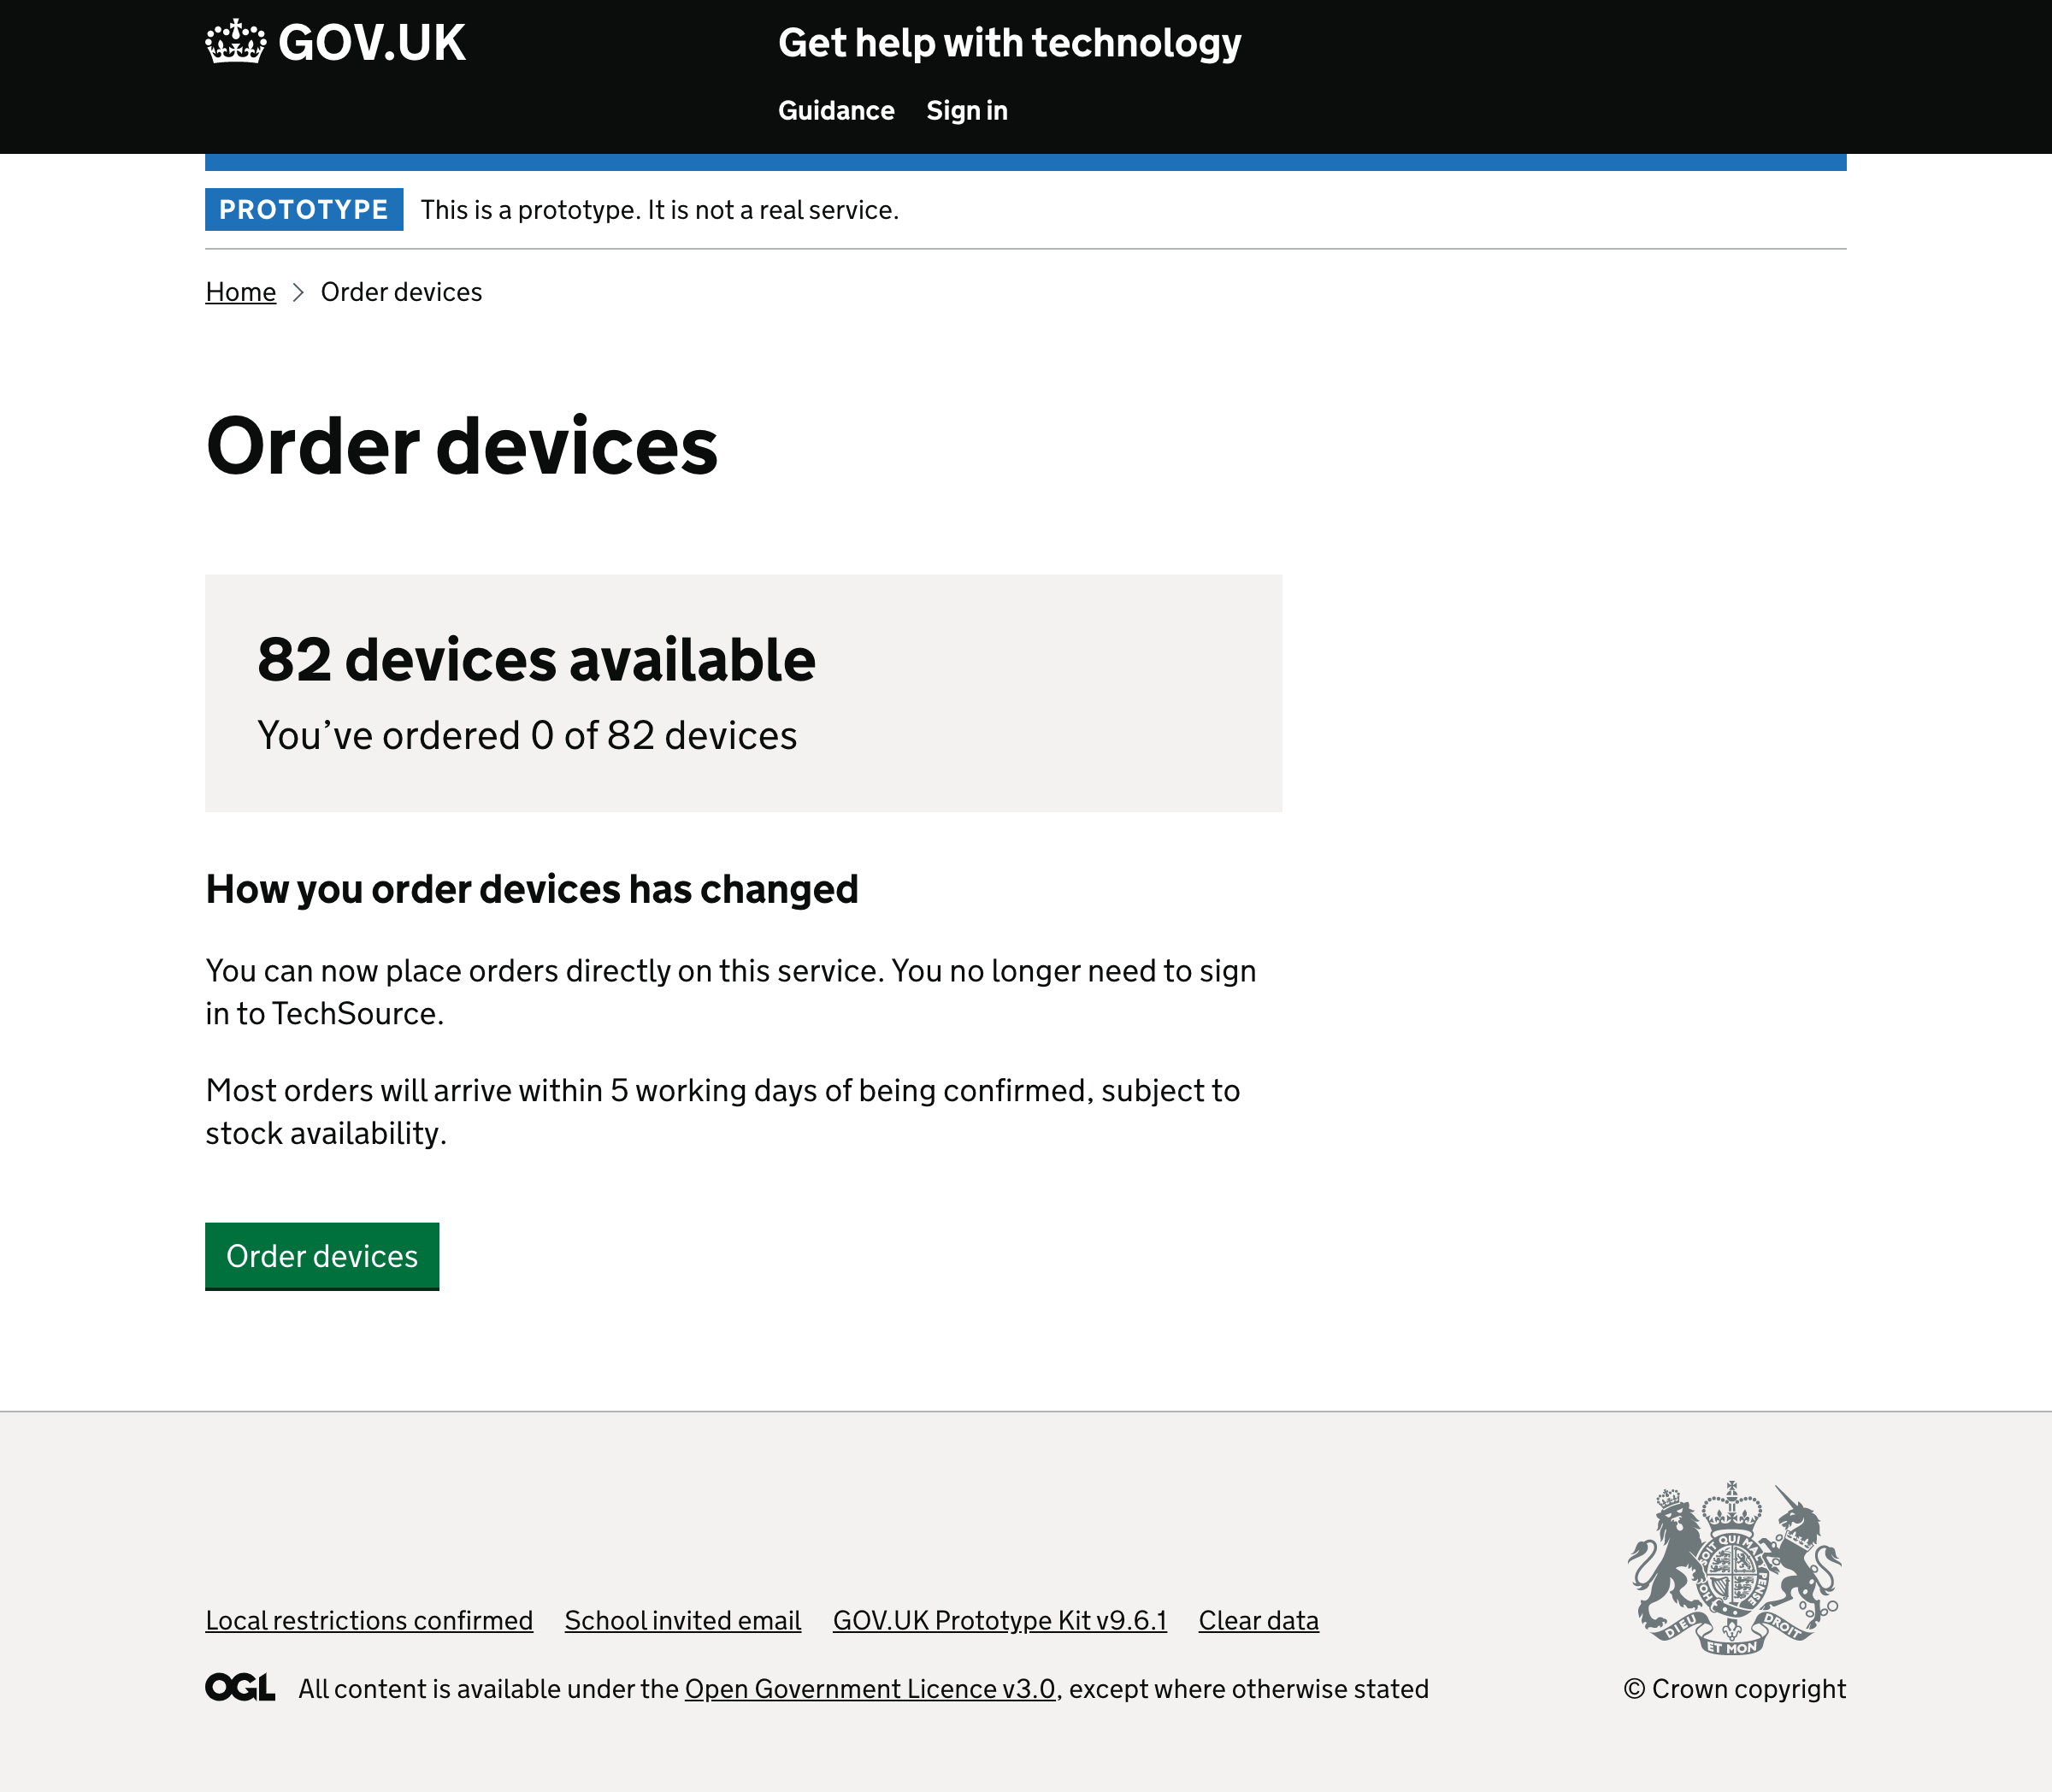 GOV.UK
Get help with technology
Guidance Sign in
PROTOTYPE This is a prototype. It is not a real service.
Home Order devices
Order devices
82 devices available
You’ve ordered 0 of 82 devices
How you order devices has changed
You can now place orders directly on this service. You no longer need to sign
in to TechSource.
Most orders will arrive within 5 working days of being confirmed, subject to
stock availability.
Order devices
Local restrictions confirmed School invited email GOV.UK Prototype Kit v9.6.1 Clear data
OGL All content is available under the Open Government Licence v3.0, except where otherwise stated
HONI SOIT QUI MAL Y PENSE
DIEU ET MON DROIT
© Crown copyright